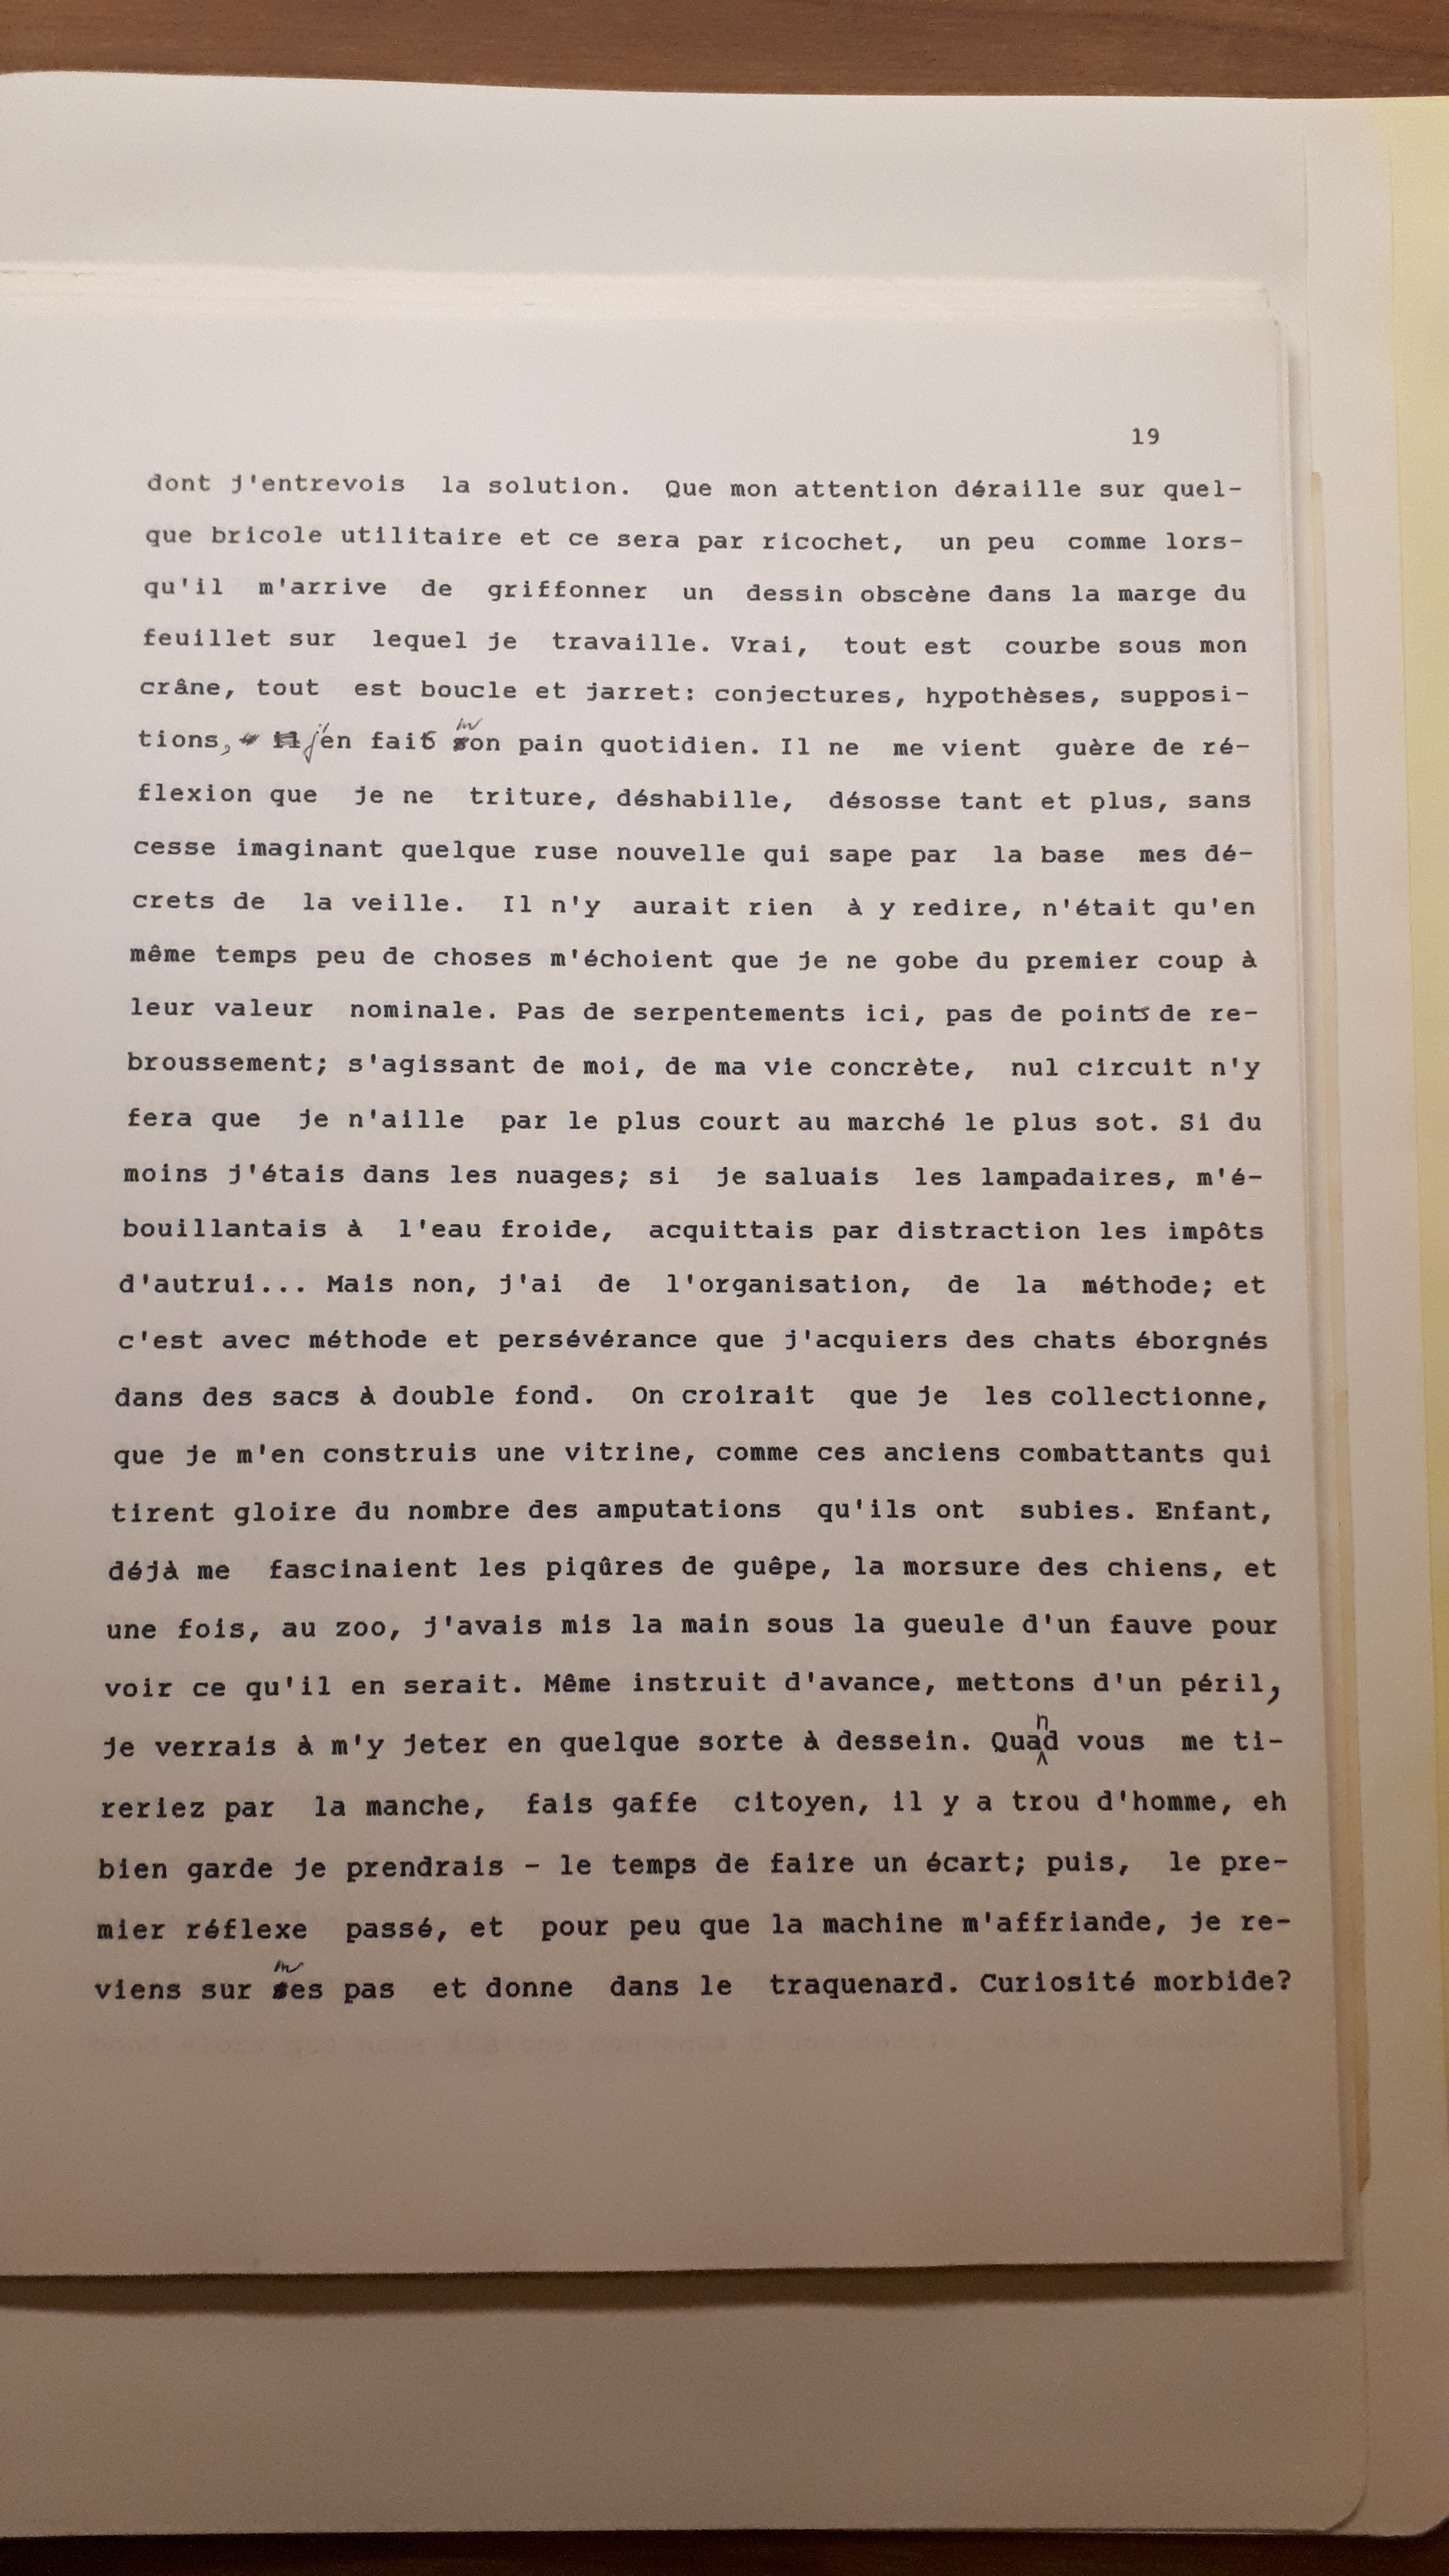 19
dont j'entrevois la solution. Que mon attention déraille sur quel-
que bricole utilitaire et ce sera par ricochet, un peu comme lors-
qu'il m'arrive de griffonner un dessin obscène dans la marge du
feuillet sur lequel je travaille. Vrai, tout est courbe sous mon
crâne, tout est boucle et jarret: conjectures, hypothèses, supposi-
tions, j'en fais mon pain quotidien. Il ne me vient guère de ré-
flexion que je ne triture, déshabille, désosse tant et plus, sans
cesse imaginant quelque ruse nouvelle qui sape par la base mes dé-
crets de la veille. Il n'y aurait rien à y redire, n'était qu'en
même temps peu de choses m'échoient que je ne gobe du premier coup à
leur valeur nominale. Pas de serpentements ici, pas de points de re-
broussement; s'agissant de moi, de ma vie concrète, nul circuit n'y
fera que je n'aille par le plus court au marché le plus sot. Si du
moins j'étais dans les nuages; si je saluais les lampadaires, m'é-
bouillantais à l'eau froide, acquittais par distraction les impôts
d'autrui... Mais non, j'ai de l'organisation, de la méthode; et
c'est avec méthode et persévérance que j'acquiers des chats éborgnés
dans des sacs à double fond. On croirait que je les collectionne,
que je m'en construis une vitrine, comme ces anciens combattants qui
tirent gloire du nombre des amputations qu'ils ont subies. Enfant,
déjà me fascinaient les piqûres de guêpe, la morsure des chiens, et
une fois, au zoo, j'avais mis la main sous la gueule d'un fauve pour
voir ce qu'il en serait. Même instruit d'avance, mettons d'un péril,
je verrais à m'y jeter en quelque sorte à dessein. Quand vous me ti-
reriez par la manche, fais gaffe citoyen, il y a trou d'homme, eh
bien garde je prendrais - le temps de faire un écart; puis, le pre-
mier réflexe passé, et pour peu que la machine m'affriande, je re-
viens sur mes pas et donne dans le traquenard. Curiosité morbide?